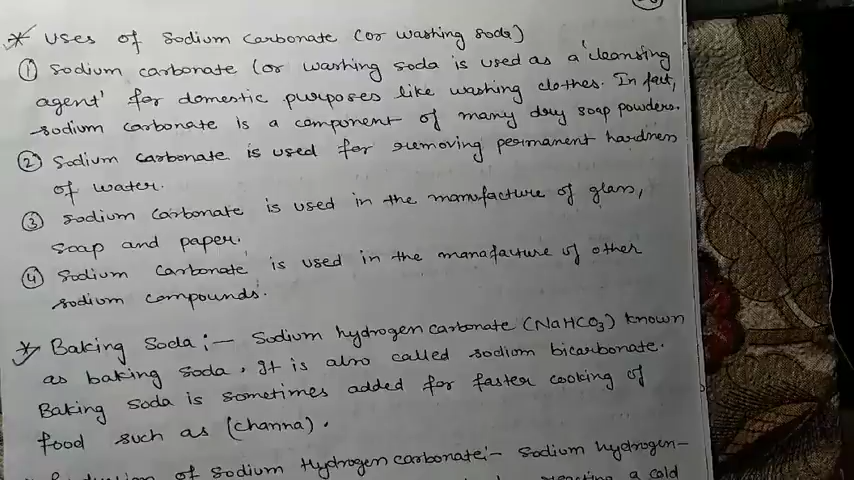 * Uses of Sodium Carbonate (or washing soda)
① Sodium carbonate (or washing soda is used as a 'cleansing
agent' for domestic purposes like washing clothes. In fact,
sodium carbonate is a component of many dry soap powders.
② Sodium carbonate is used for removing permanent hardness
of water.
③ Sodium carbonate is used in the manufacture of glass,
soap and paper.
④ Sodium carbonate is used in the manafacture of other
sodium compounds.
* Baking Soda :- Sodium hydrogen carbonate (NaHCO3) known
as baking soda. It is also called sodium bicarbonate.
Baking soda is sometimes added for faster cooking of
food such as (channa).
of Sodium Hydrogen carbonate :- Sodium hydrogen-
a cold